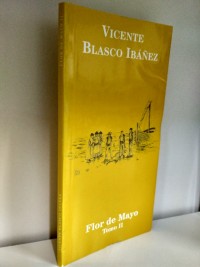 VICENTE
BLASCO IBÁÑEZ
Flor de Mayo
Tomo II